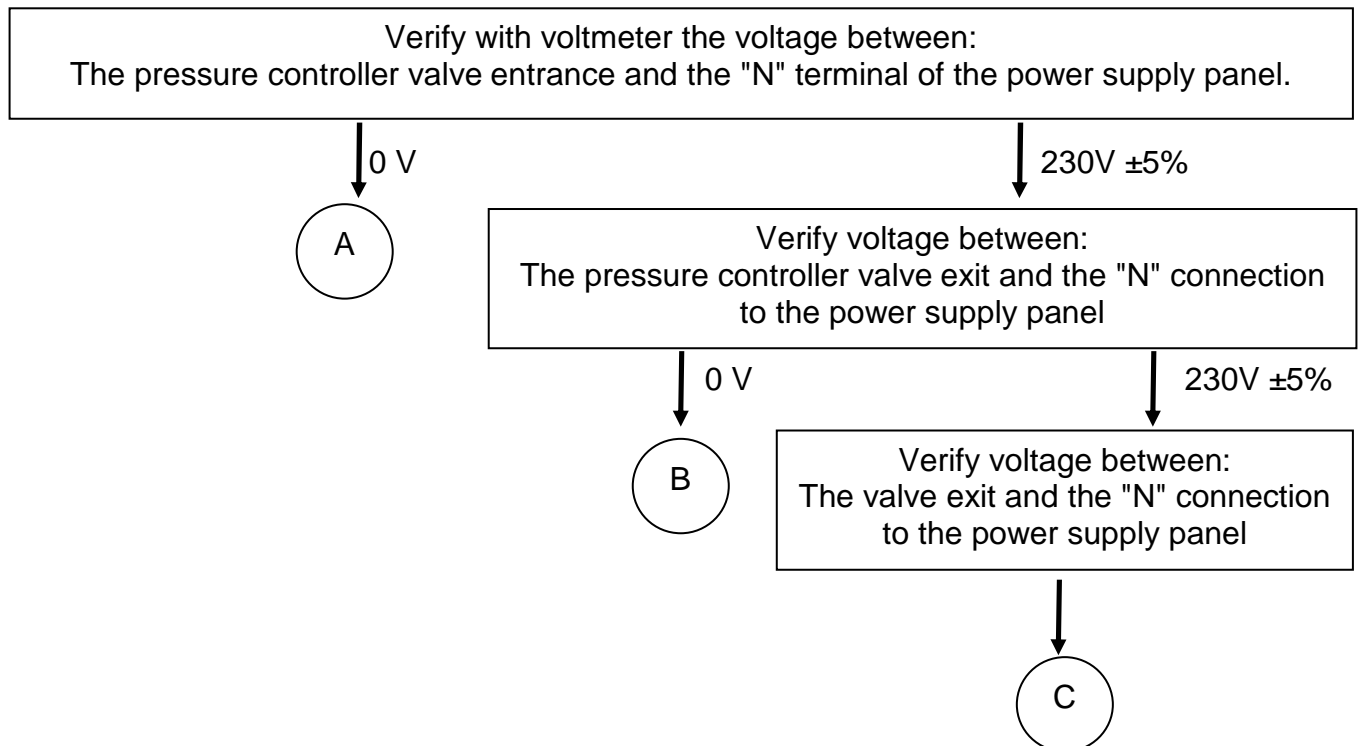 Verify with voltmeter the voltage between:
The pressure controller valve entrance and the "N" terminal of the power supply panel.
0 V
230V ±5%
A
Verify voltage between:
The pressure controller valve exit and the "N" connection
to the power supply panel
0 V
230V ±5%
B
Verify voltage between:
The valve exit and the "N" connection
to the power supply panel
C